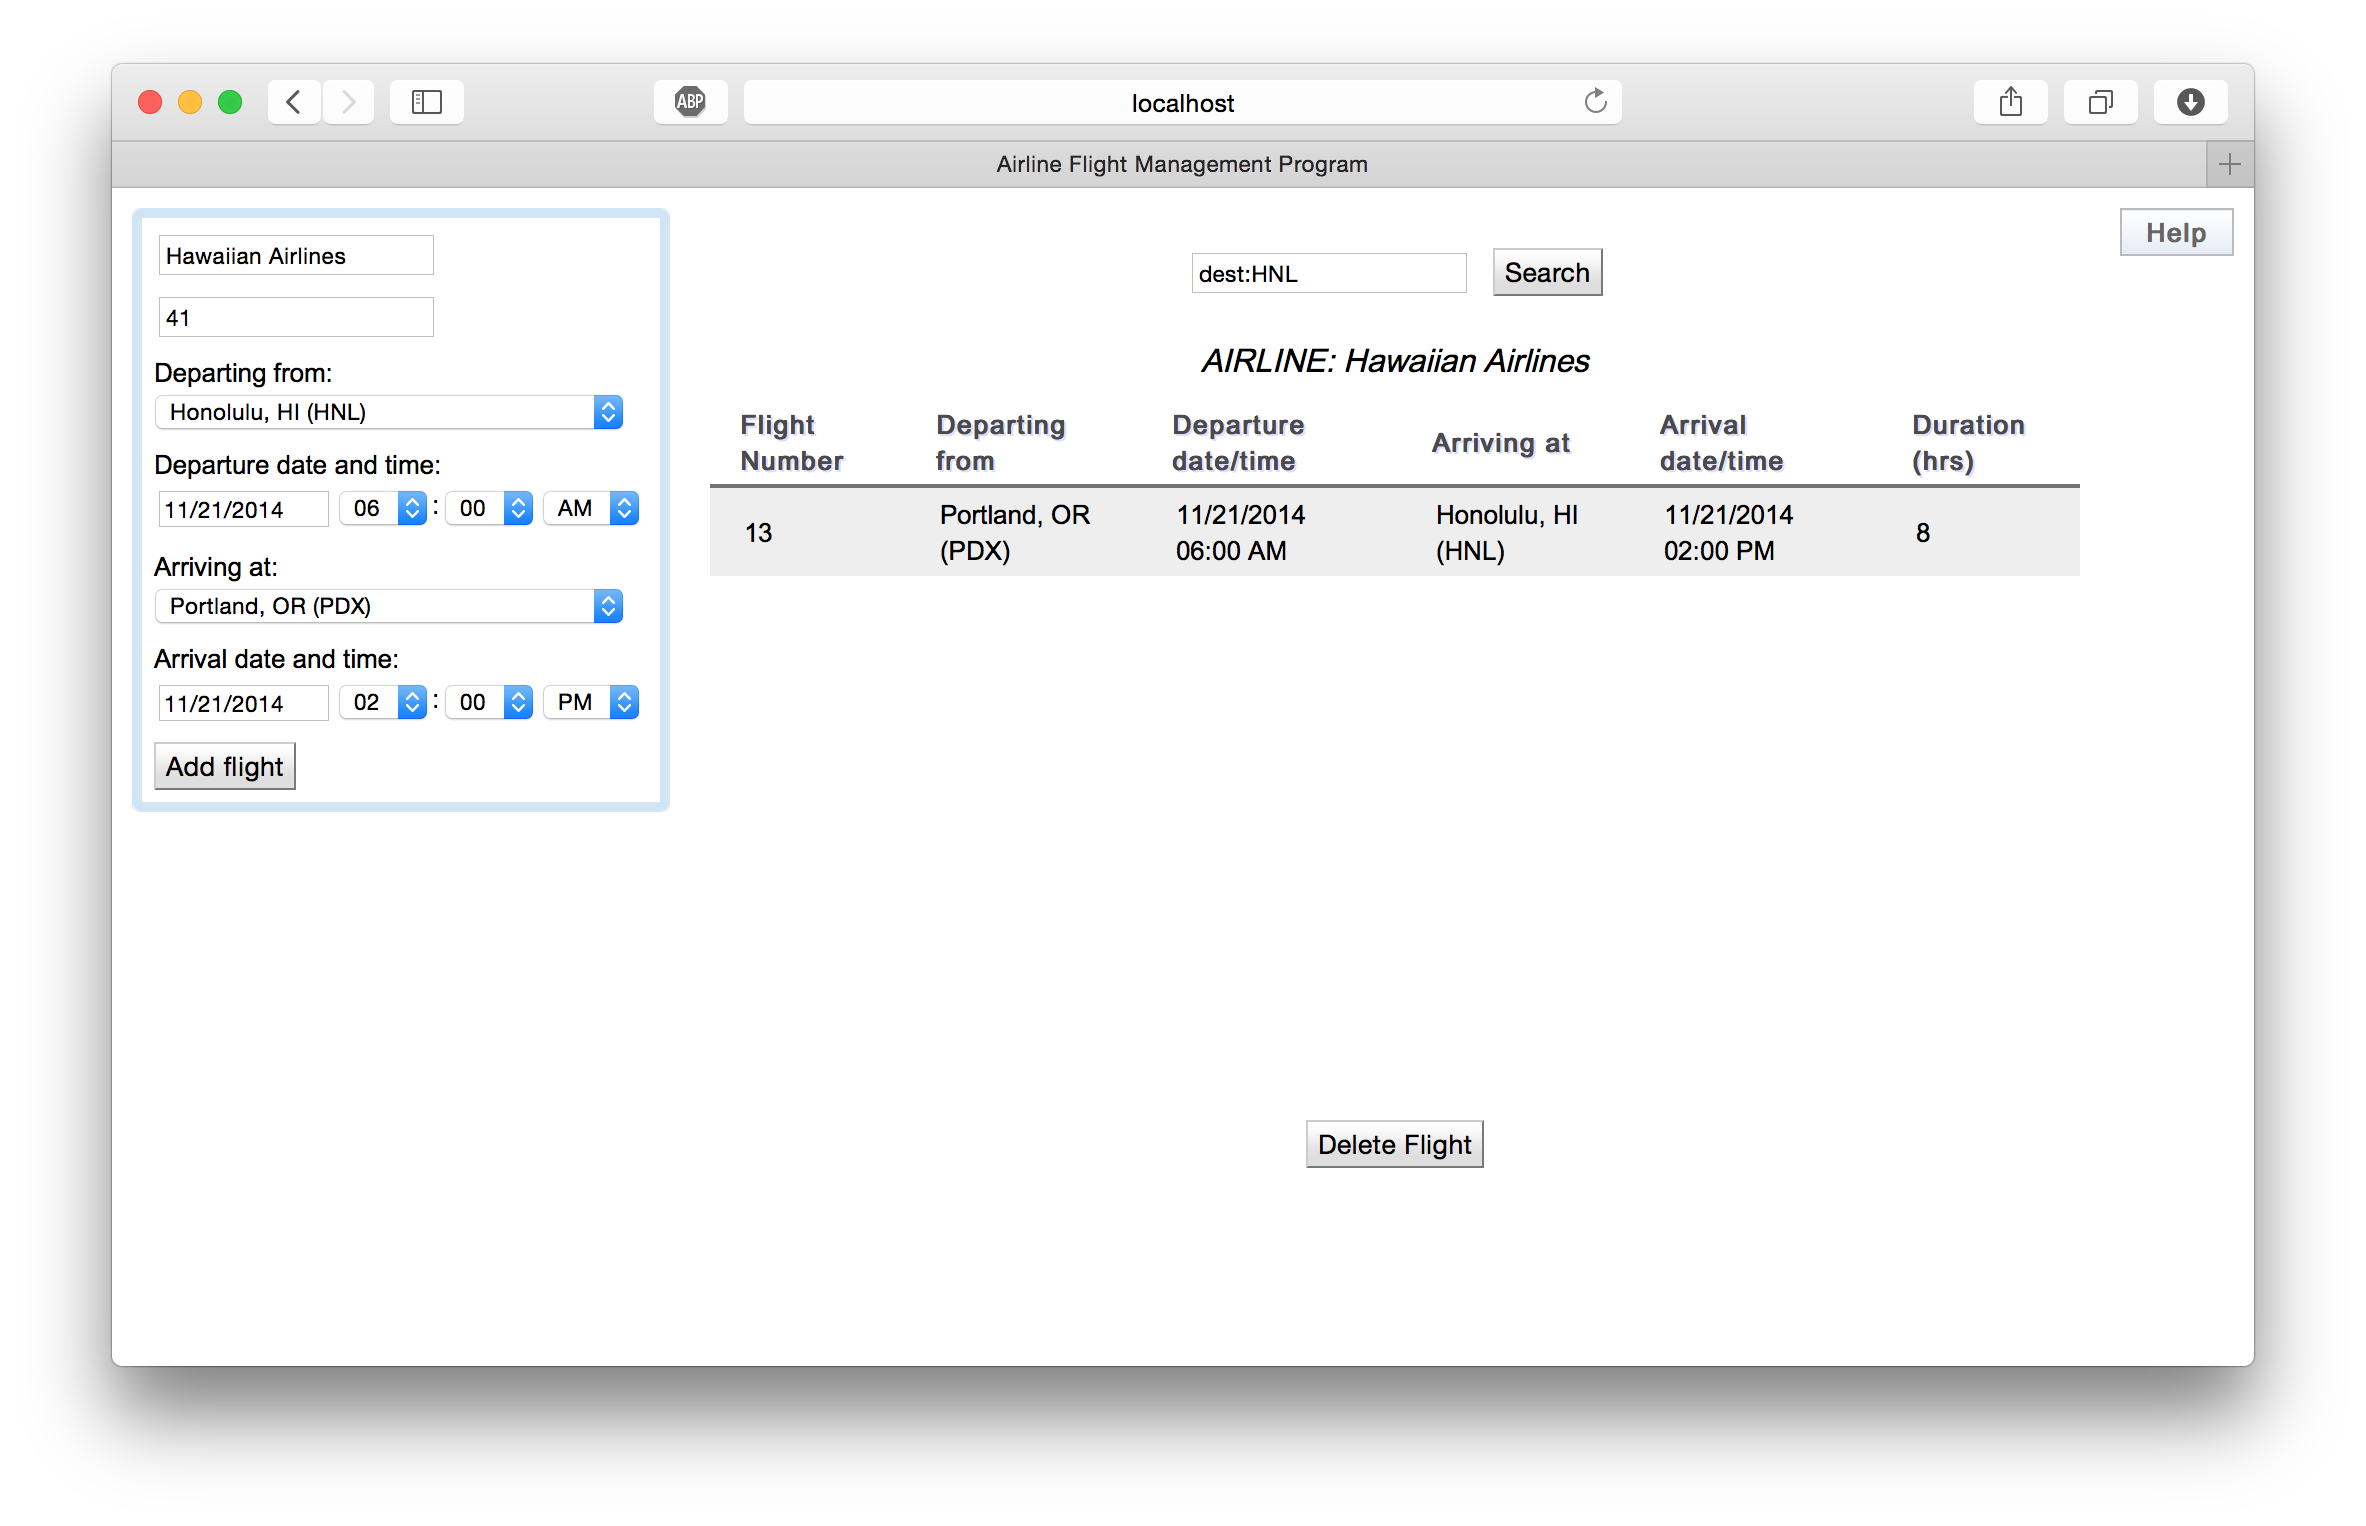 ABP
localhost
Airline Flight Management Program
Hawaiian Airlines
41
Departing from:
Honolulu, HI (HNL)
Departure date and time:
11/21/2014 06 : 00 AM
Arriving at:
Portland, OR (PDX)
Arrival date and time:
11/21/2014 02 : 00 PM
Add flight
dest:HNL Search
Help
AIRLINE: Hawaiian Airlines
Flight Number Departing from Departure date/time Arriving at Arrival date/time Duration (hrs)
13 Portland, OR (PDX) 11/21/2014 06:00 AM Honolulu, HI (HNL) 11/21/2014 02:00 PM 8
Delete Flight